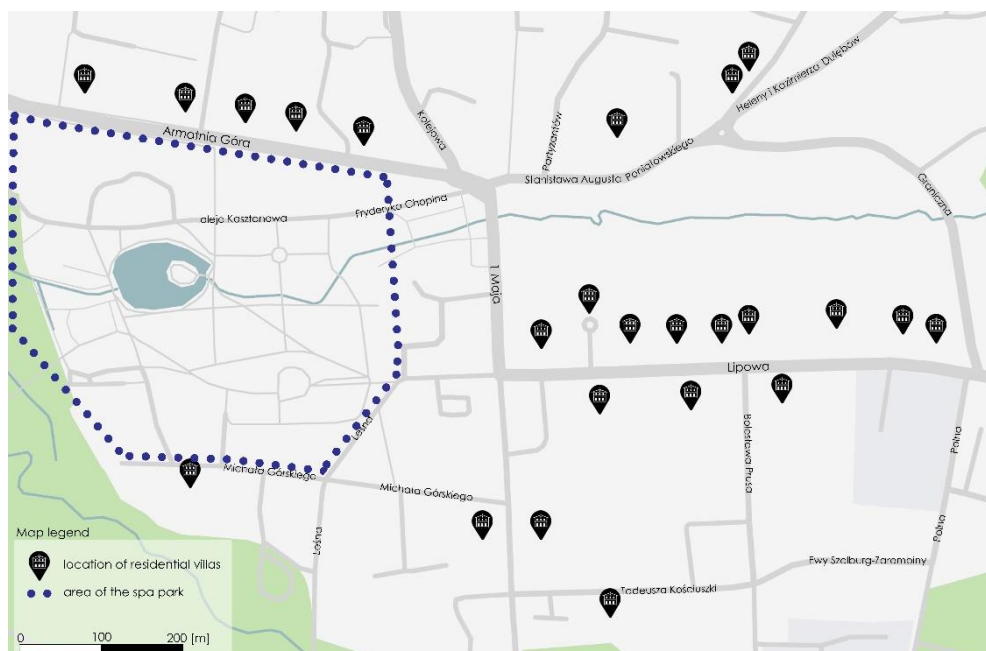 Armatnia Góra
Kolejowa
Partyzantów
Heleny i Kazimierza Dulębów
Stanisława Augusta Poniatowskiego
Graniczna
aleja Kasztanowa
Fryderyka Chopina
1 Maja
Lipowa
Leśna
Bolesława Prusa
Polna
Michała Górskiego
Michała Górskiego
Leśna
Polna
Ewy Szelburg-Zarembiny
Tadeusza Kościuszki
Map legend
location of residential villas
area of the spa park
0 100 200 [m]